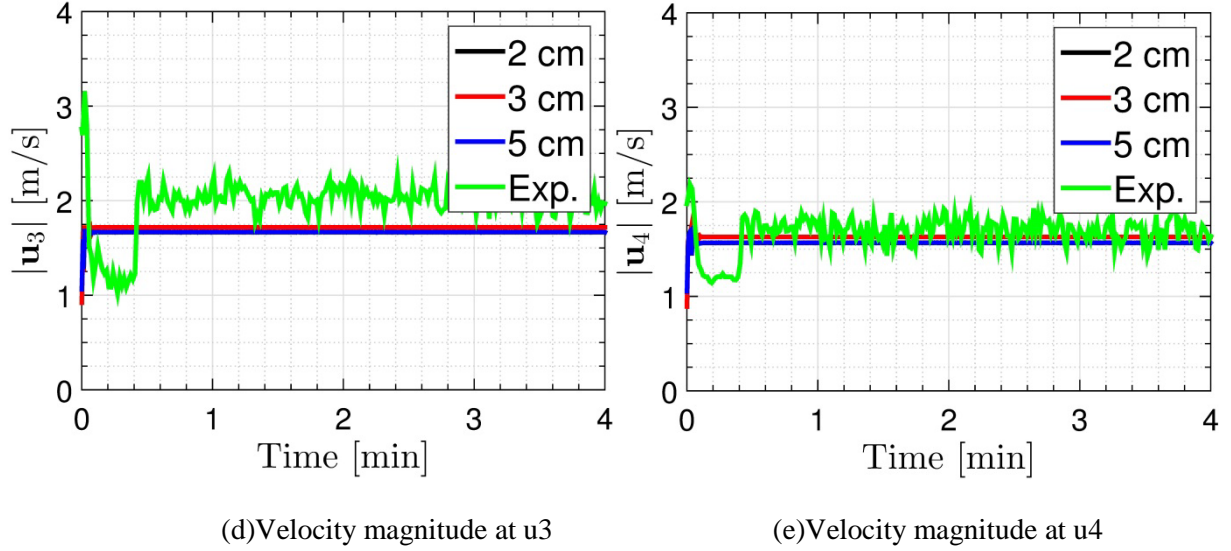 4
3
2
1
0
|u₃| [m/s]
2 cm
3 cm
5 cm
Exp.
0 1 2 3 4
Time [min]
(d)Velocity magnitude at u3
4
3
2
1
0
|u₄| [m/s]
2 cm
3 cm
5 cm
Exp.
0 1 2 3 4
Time [min]
(e)Velocity magnitude at u4